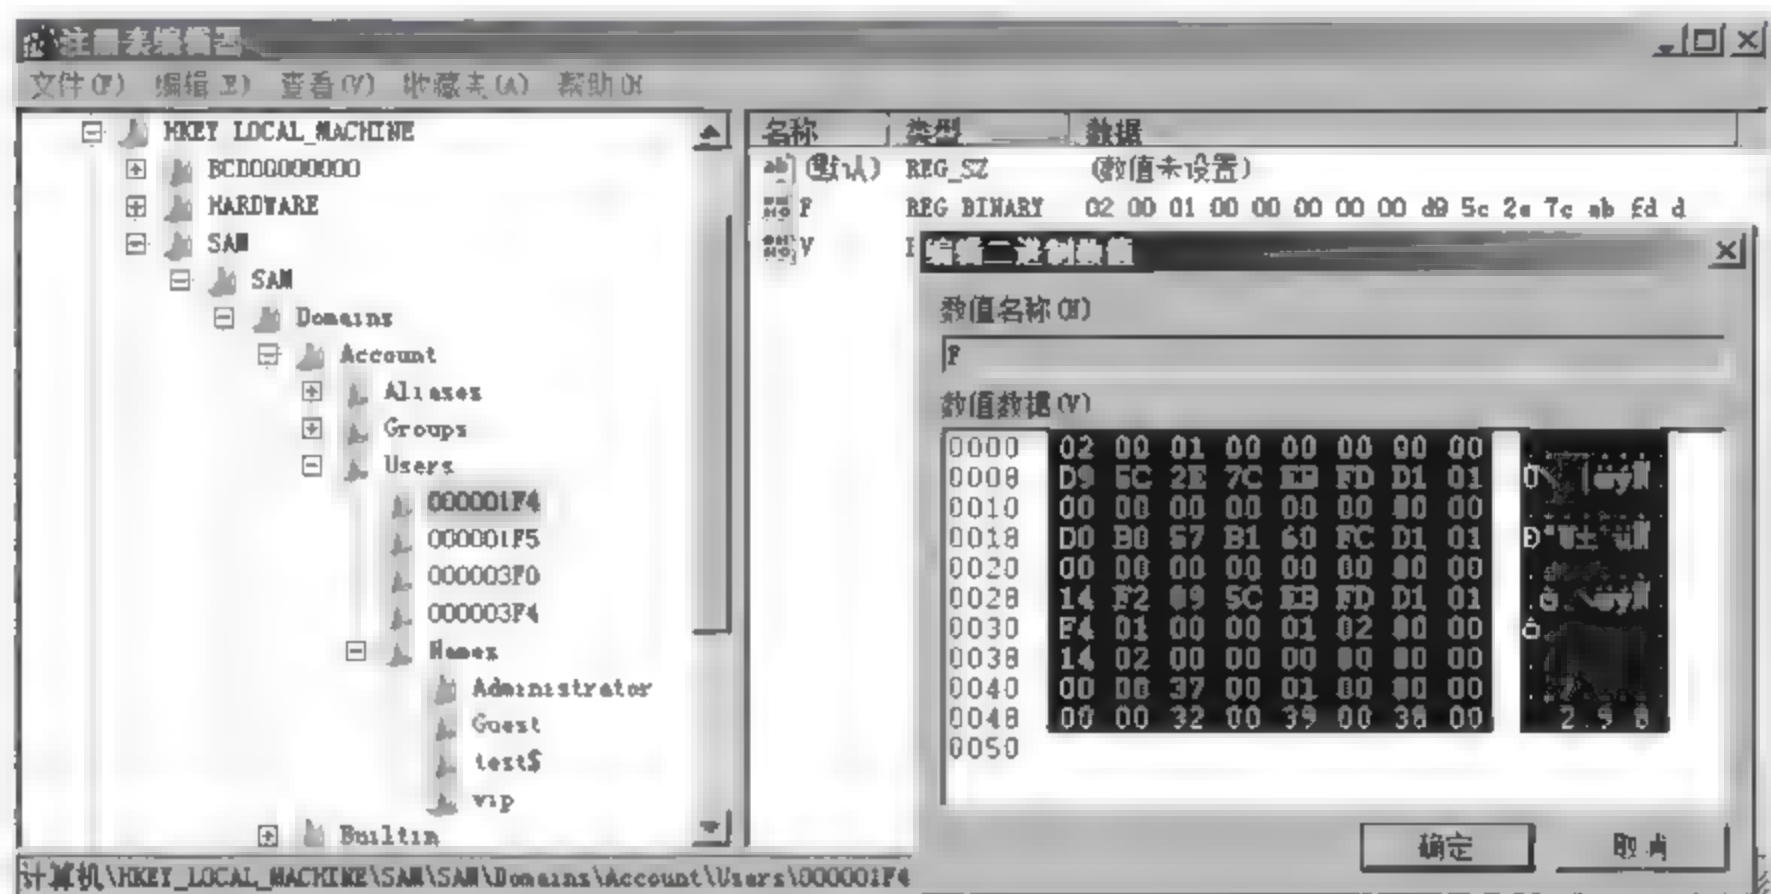 注册表编辑器
文件(F) 编辑(E) 查看(V) 收藏夹(A) 帮助(H)
HKEY_LOCAL_MACHINE
BCD00000000
HARDWARE
SAM
SAM
Domains
Account
Aliases
Groups
Users
000001F4
000001F5
000003F0
000003F4
Names
Administrator
Guest
test$
vip
Builtin
名称 类型 数据
(默认) REG_SZ (数值未设置)
F REG_BINARY 02 00 01 00 00 00 00 00 d9 5c 2e 7c eb fd d
V
编辑二进制数值
数值名称(N)
F
数值数据(V)
0000 02 00 01 00 00 00 00 00
0008 D9 5C 2E 7C EB FD D1 01
0010 00 00 00 00 00 00 00 00
0018 D0 B0 57 B1 60 FC D1 01
0020 00 00 00 00 00 00 00 00
0028 14 F2 89 5C EB FD D1 01
0030 F4 01 00 00 01 02 00 00
0038 14 02 00 00 00 00 00 00
0040 00 00 37 00 01 00 00 00
0048 00 00 32 00 39 00 38 00 2.9.8
0050
确定 取消
计算机\HKEY_LOCAL_MACHINE\SAM\SAM\Domains\Account\Users\000001F4